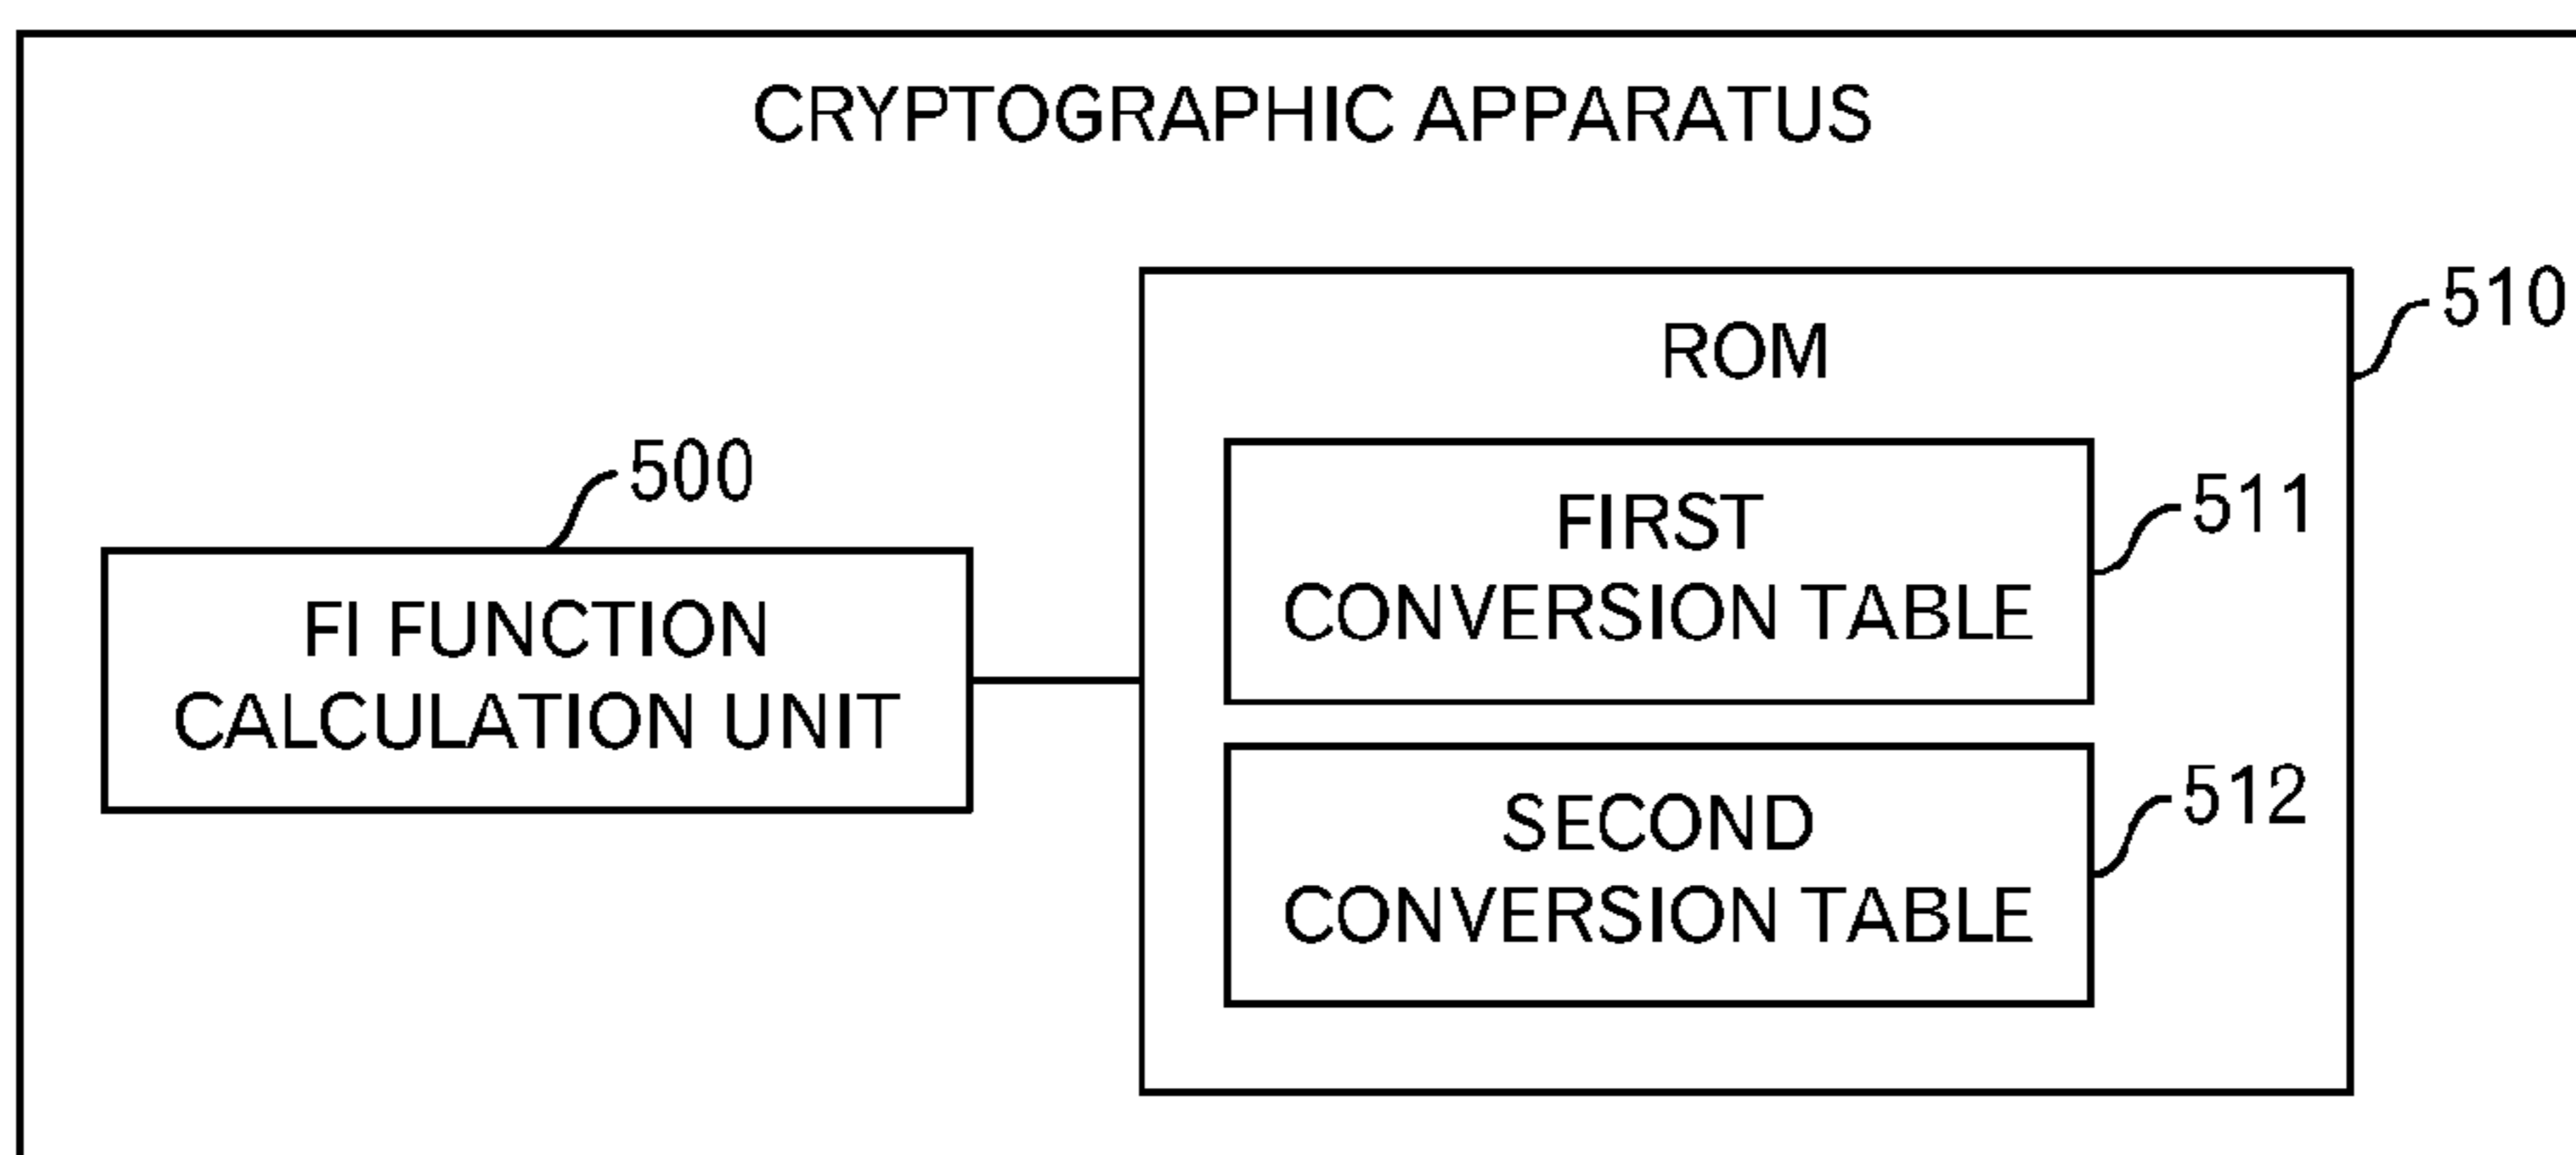 CRYPTOGRAPHIC APPARATUS
510
ROM
500
FIRST
CONVERSION TABLE
511
FI FUNCTION
CALCULATION UNIT
SECOND
CONVERSION TABLE
512